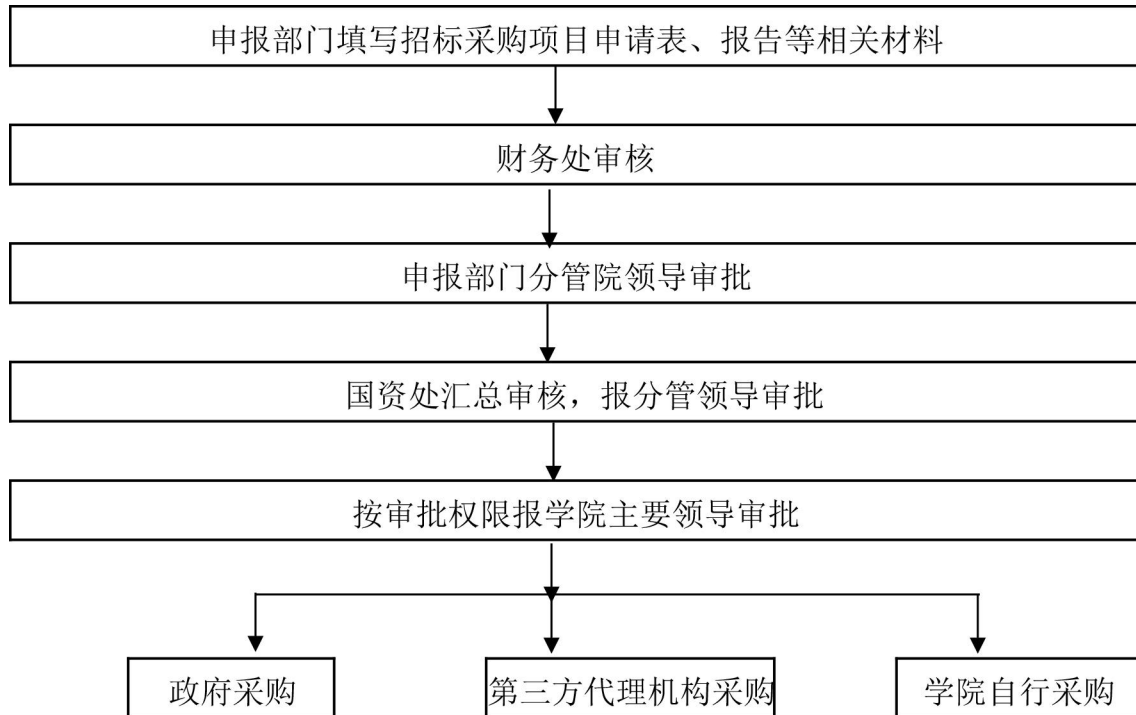 申报部门填写招标采购项目申请表、报告等相关材料
财务处审核
申报部门分管院领导审批
国资处汇总审核，报分管领导审批
按审批权限报学院主要领导审批
政府采购
第三方代理机构采购
学院自行采购